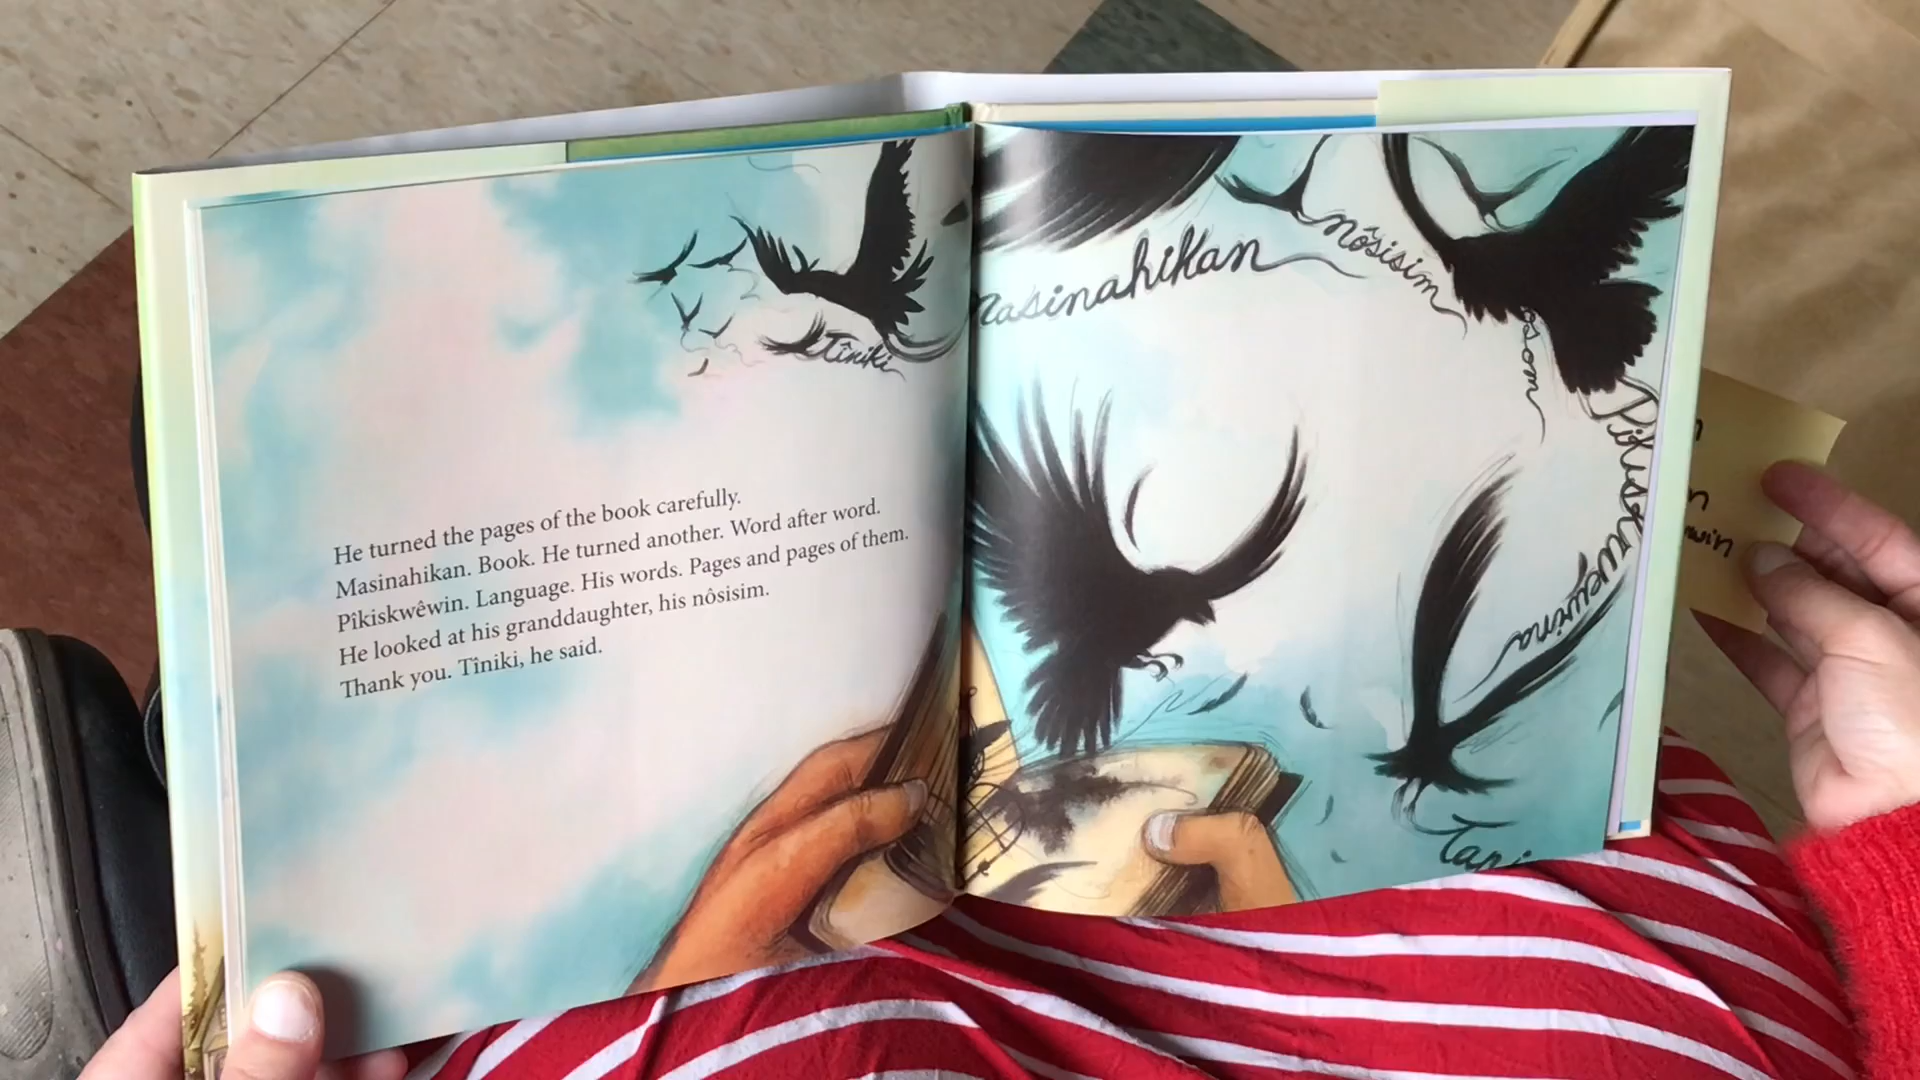 He turned the pages of the book carefully.
Masinahikan. Book. He turned another. Word after word.
Pîkiskwêwin. Language. His words. Pages and pages of them.
He looked at his granddaughter, his nôsisim.
Thank you. Tîniki, he said.
Tîniki
Masinahikan
nôsisim